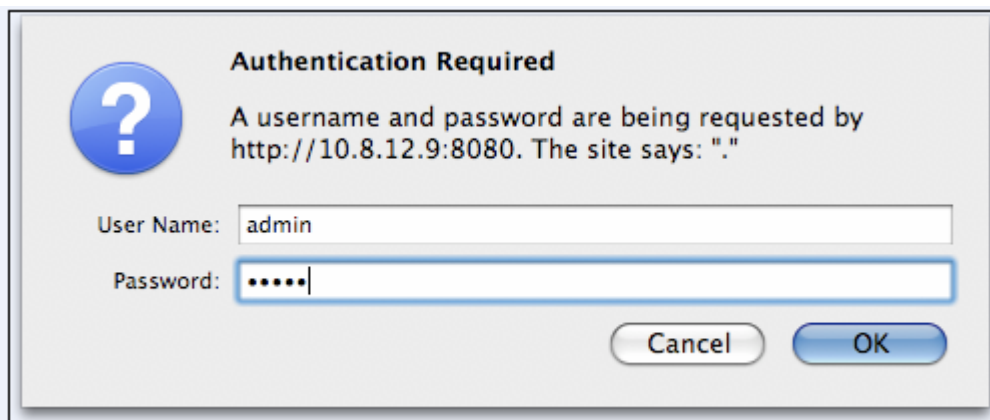 Authentication Required
A username and password are being requested by
http://10.8.12.9:8080. The site says: "."
User Name: admin
Password: •••••
Cancel OK